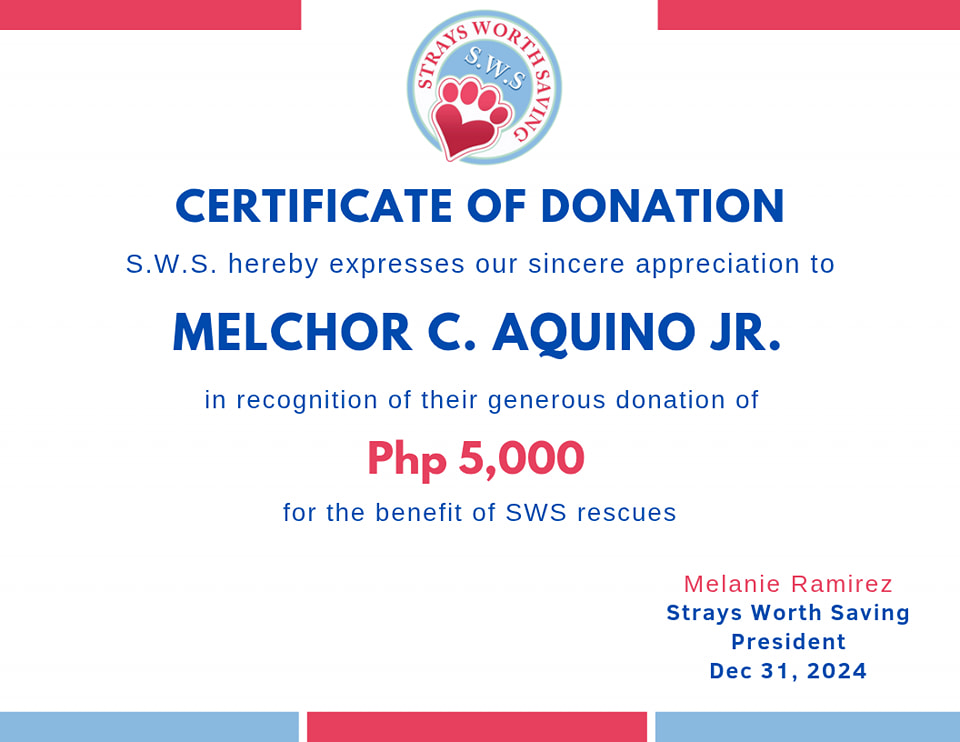 STRAYS WORTH SAVING
S.W.S
CERTIFICATE OF DONATION
S.W.S. hereby expresses our sincere appreciation to
MELCHOR C. AQUINO JR.
in recognition of their generous donation of
Php 5,000
for the benefit of SWS rescues
Melanie Ramirez
Strays Worth Saving
President
Dec 31, 2024